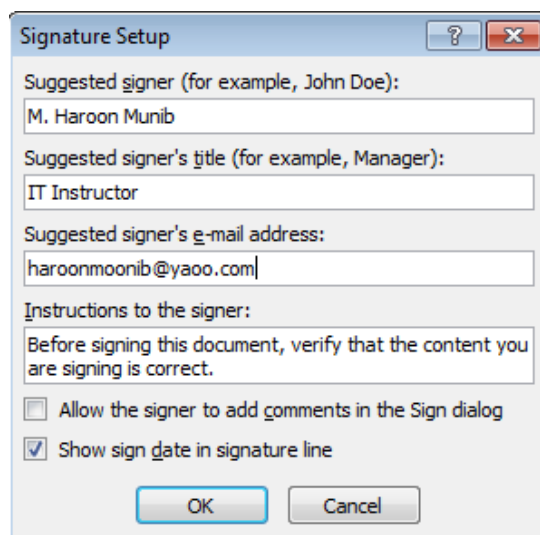 Signature Setup
Suggested signer (for example, John Doe):
M. Haroon Munib
Suggested signer's title (for example, Manager):
IT Instructor
Suggested signer's e-mail address:
haroonmoonib@yaoo.com
Instructions to the signer:
Before signing this document, verify that the content you
are signing is correct.
Allow the signer to add comments in the Sign dialog
Show sign date in signature line
OK Cancel